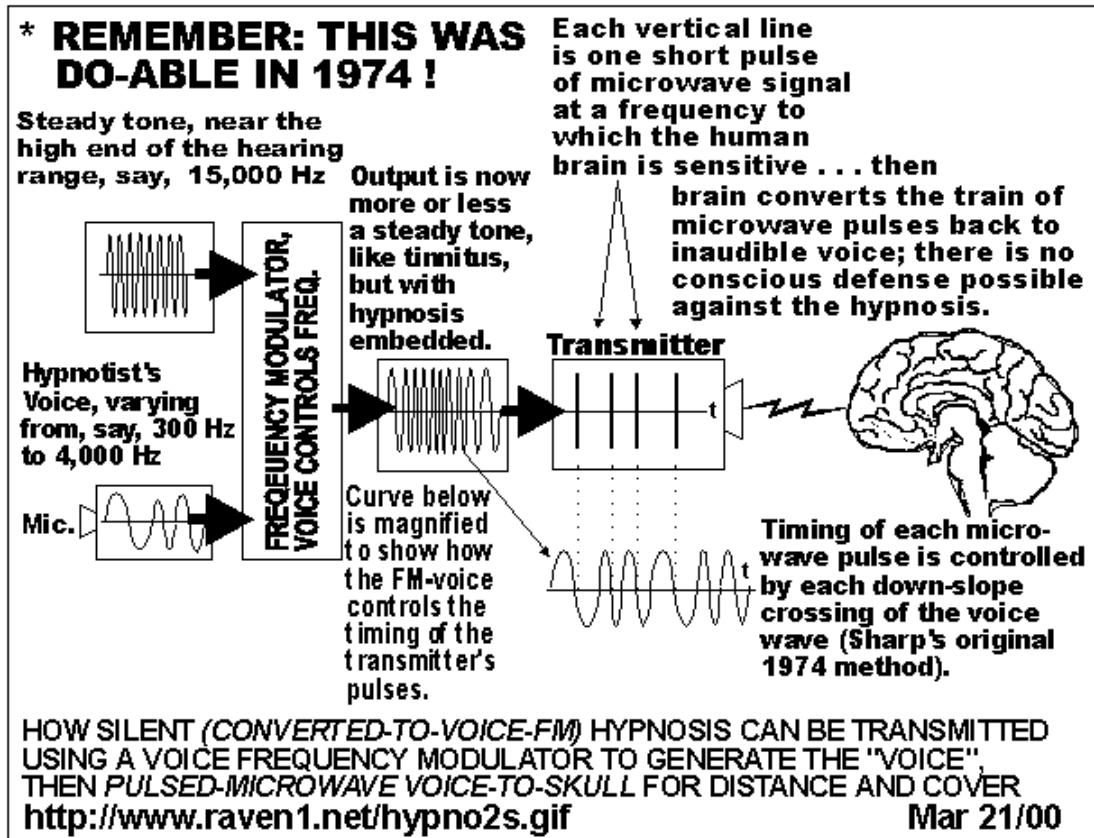 * REMEMBER: THIS WAS
DO-ABLE IN 1974 !
Steady tone, near the
high end of the hearing
range, say, 15,000 Hz
Hypnotist's
Voice, varying
from, say, 300 Hz
to 4,000 Hz
Mic.
FREQEUENCY MODULATOR,
VOICE CONTROLS FREQ.
Output is now
more or less
a steady tone,
like tinnitus,
but with
hypnosis
embedded.
Curve below
is magnified
to show how
the FM-voice
controls the
timing of the
transmitter's
pulses.
Each vertical line
is one short pulse
of microwave signal
at a frequency to
which the human
brain is sensitive . . . then
brain converts the train of
microwave pulses back to
inaudible voice; there is no
conscious defense possible
against the hypnosis.
Transmitter
t
t
Timing of each micro-
wave pulse is controlled
by each down-slope
crossing of the voice
wave (Sharp's original
1974 method).
HOW SILENT (CONVERTED-TO-VOICE-FM) HYPNOSIS CAN BE TRANSMITTED
USING A VOICE FREQUENCY MODULATOR TO GENERATE THE "VOICE",
THEN PULSED-MICROWAVE VOICE-TO-SKULL FOR DISTANCE AND COVER
http://www.raven1.net/hypno2s.gif Mar 21/00